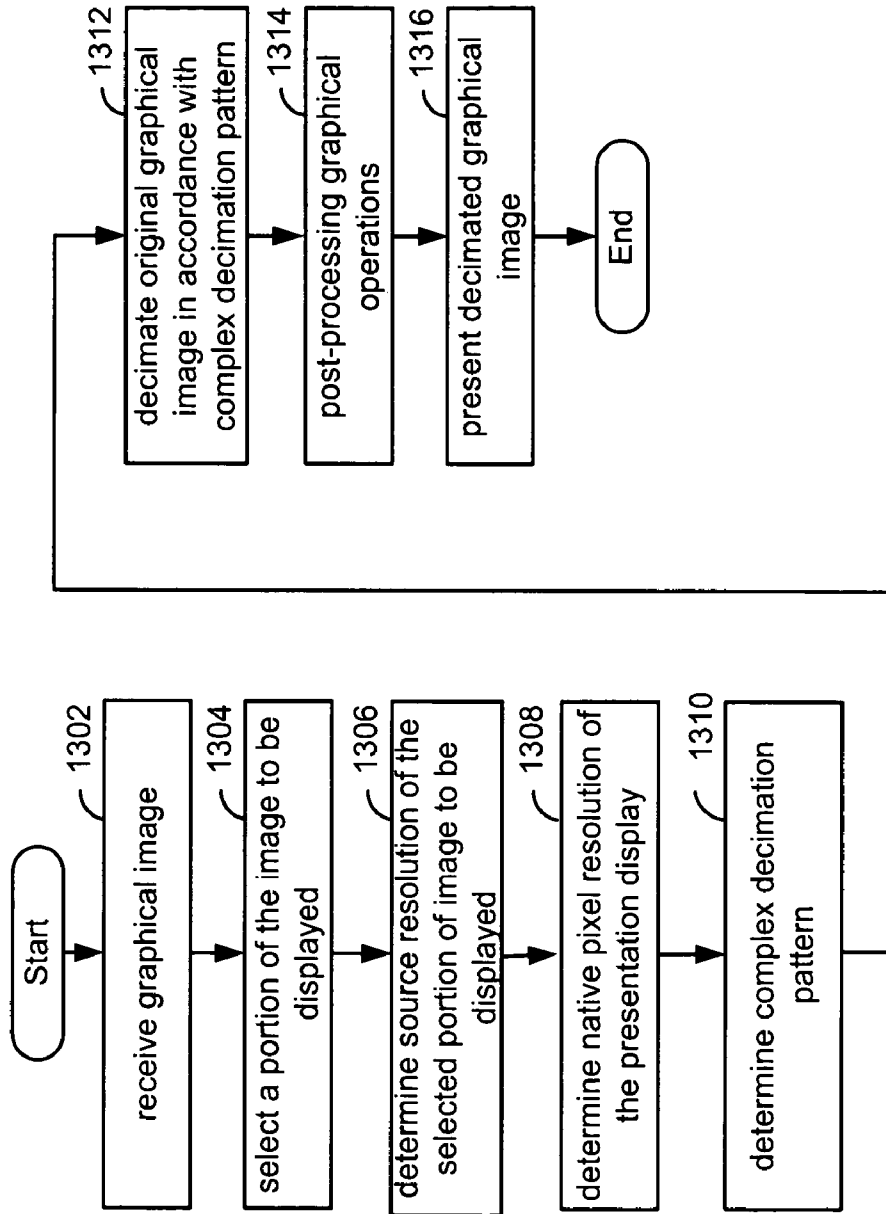 Start
1302
receive graphical image
1304
select a portion of the image to be
displayed
1306
determine source resolution of the
selected portion of image to be
displayed
1308
determine native pixel resolution of
the presentation display
1310
determine complex decimation
pattern
1312
decimate original graphical
image in accordance with
complex decimation pattern
1314
post-processing graphical
operations
1316
present decimated graphical
image
End